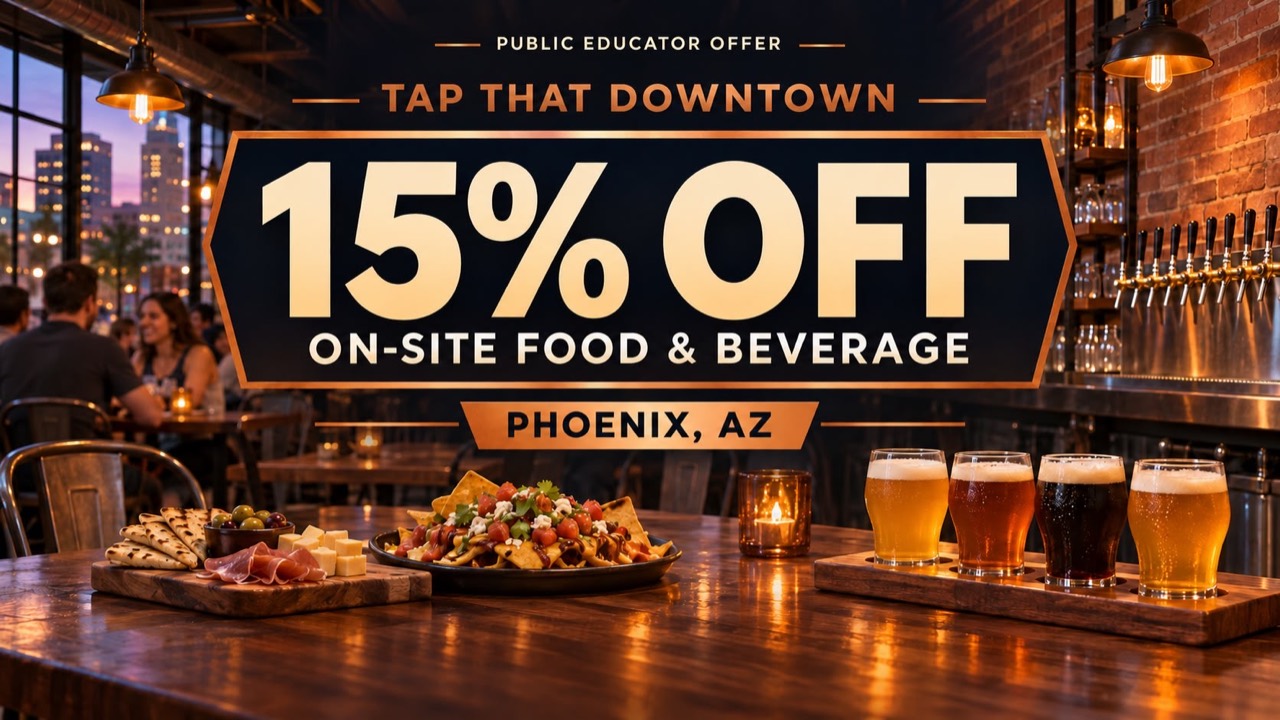 PUBLIC EDUCATOR OFFER
TAP THAT DOWNTOWN
15% OFF
ON-SITE FOOD & BEVERAGE
PHOENIX, AZ